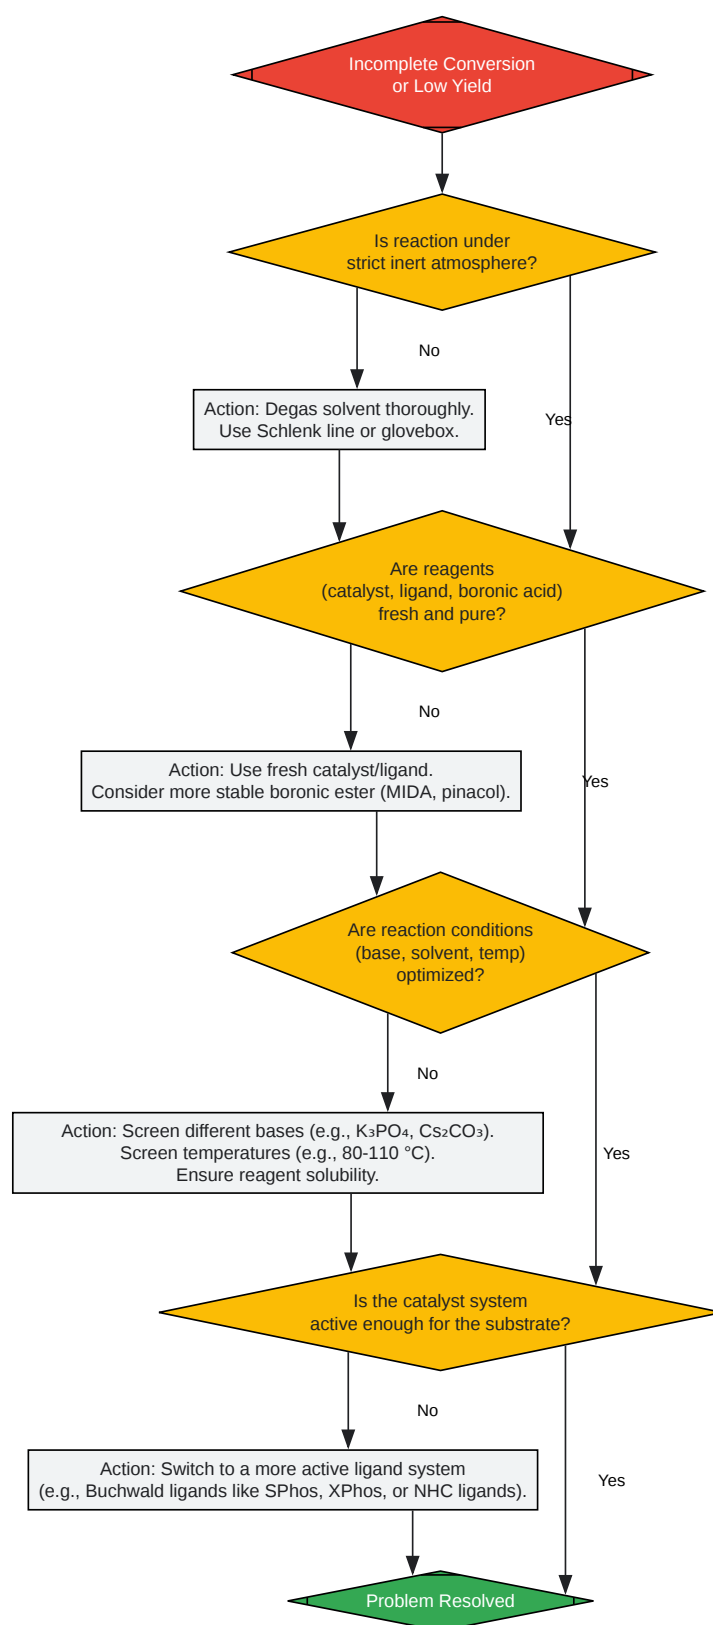 Incomplete Conversion
or Low Yield
Is reaction under
strict inert atmosphere?
No
Action: Degas solvent thoroughly.
Use Schlenk line or glovebox.
Yes
Are reagents
(catalyst, ligand, boronic acid)
fresh and pure?
No
Action: Use fresh catalyst/ligand.
Consider more stable boronic ester (MIDA, pinacol).
Yes
Are reaction conditions
(base, solvent, temp)
optimized?
No
Action: Screen different bases (e.g., K₃PO₄, Cs₂CO₃).
Screen temperatures (e.g., 80-110 °C).
Ensure reagent solubility.
Yes
Is the catalyst system
active enough for the substrate?
No
Action: Switch to a more active ligand system
(e.g., Buchwald ligands like SPhos, XPhos, or NHC ligands).
Yes
Problem Resolved